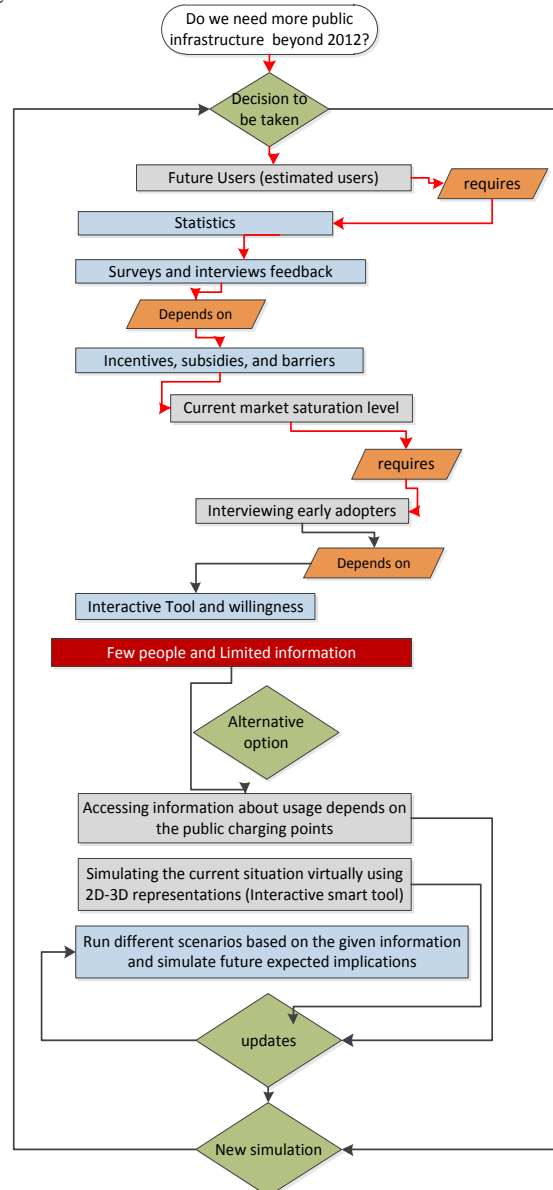 Do we need more public
infrastructure beyond 2012?
Decision to
be taken
Future Users (estimated users)
requires
Statistics
Surveys and interviews feedback
Depends on
Incentives, subsidies, and barriers
Current market saturation level
requires
Interviewing early adopters
Depends on
Interactive Tool and willingness
Few people and Limited information
Alternative
option
Accessing information about usage depends on
the public charging points
Simulating the current situation virtually using
2D-3D representations (Interactive smart tool)
Run different scenarios based on the given information
and simulate future expected implications
updates
New simulation